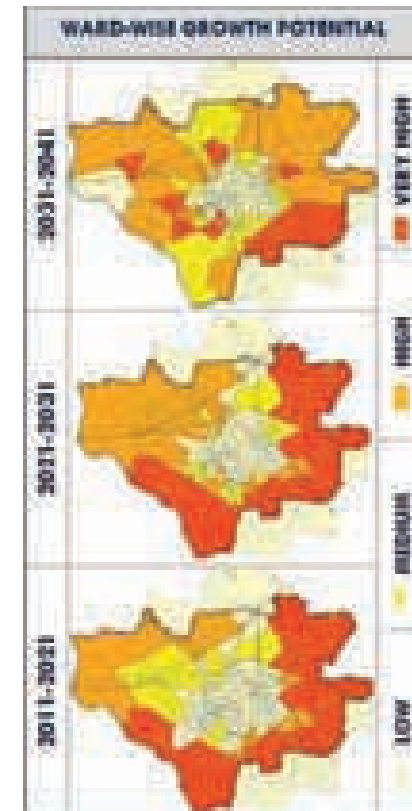 WARD-WISE GROWTH POTENTIAL
2031-2041
2021-2031
2011-2021
VERY HIGH
HIGH
MEDIUM
LOW